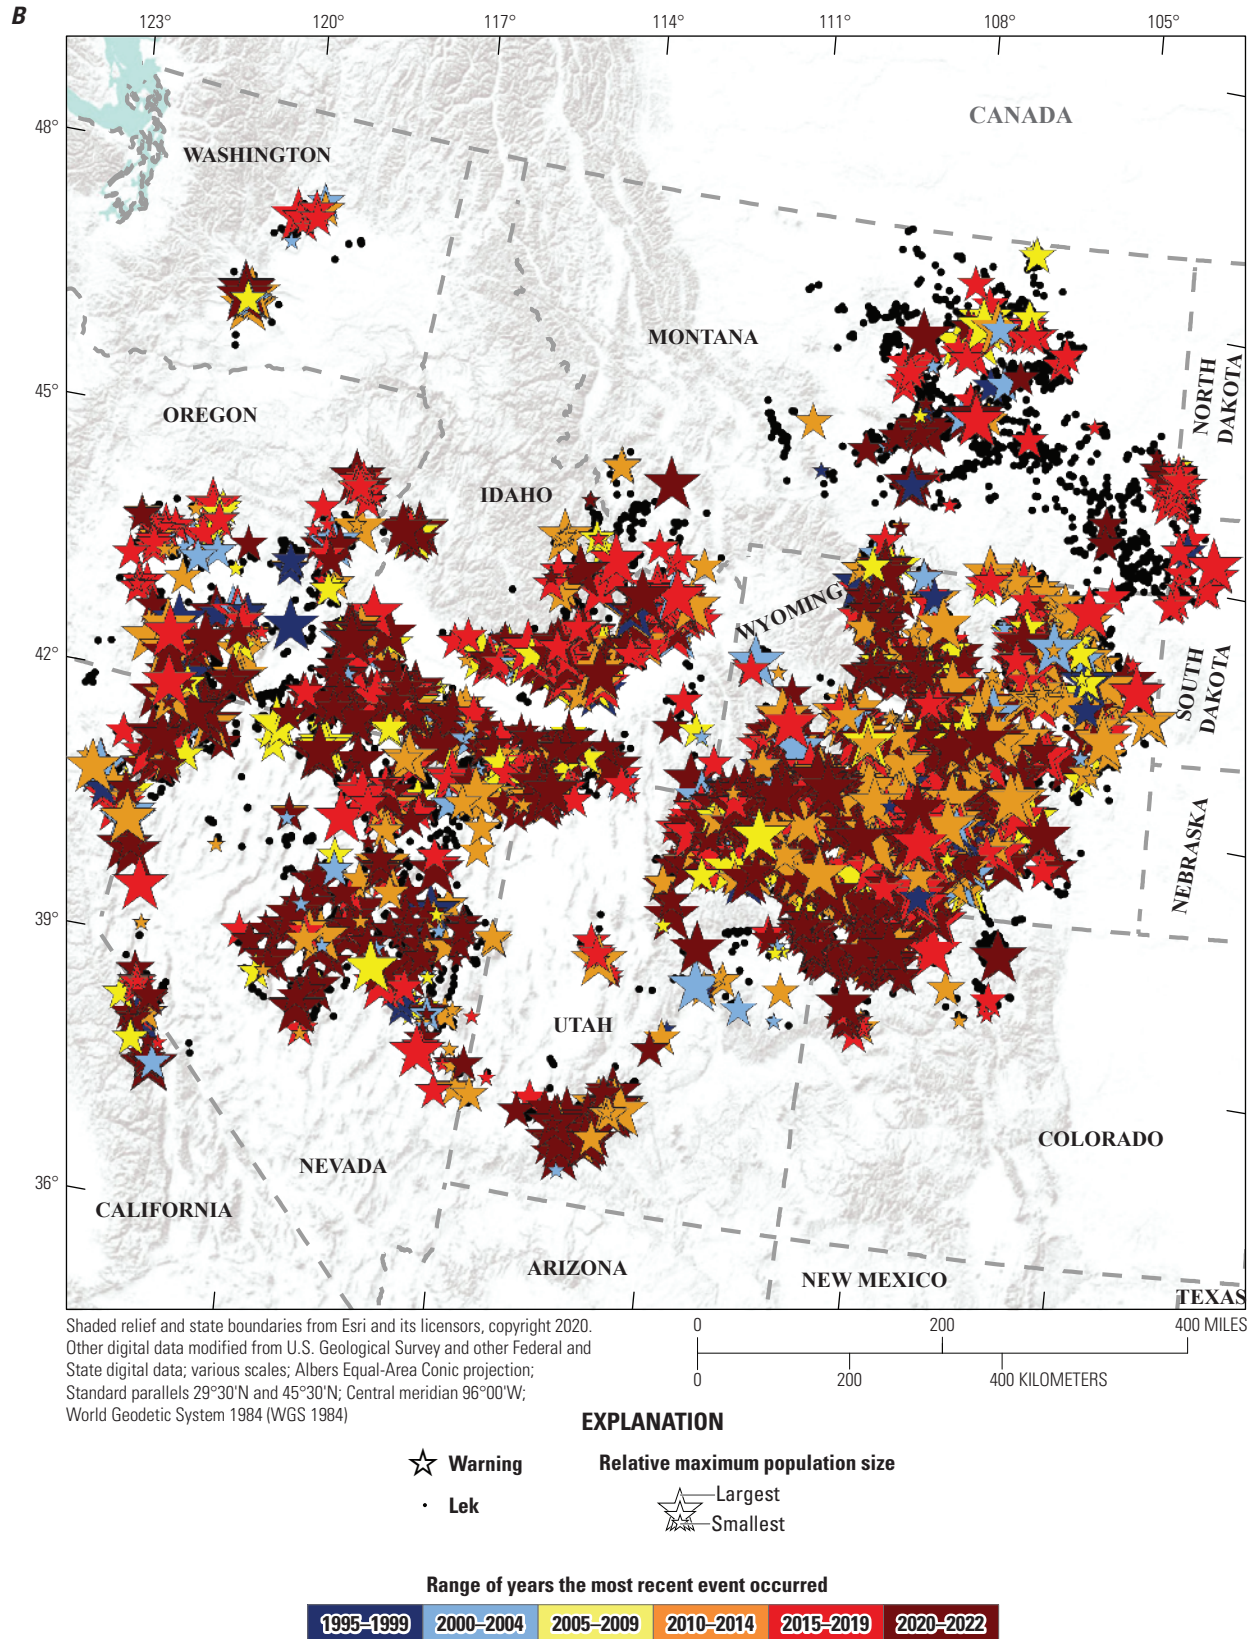 B
123° 120° 117° 114° 111° 108° 105°
CANADA
48°
WASHINGTON
MONTANA
45°
NORTH
DAKOTA
OREGON
IDAHO
WYOMING
42°
SOUTH
DAKOTA
NEBRASKA
39°
UTAH
COLORADO
NEVADA
36°
CALIFORNIA
ARIZONA
NEW MEXICO
TEXAS
Shaded relief and state boundaries from Esri and its licensors, copyright 2020.
Other digital data modified from U.S. Geological Survey and other Federal and
State digital data; various scales; Albers Equal-Area Conic projection;
Standard parallels 29°30'N and 45°30'N; Central meridian 96°00'W;
World Geodetic System 1984 (WGS 1984)
0 200 400 MILES
0 200 400 KILOMETERS
EXPLANATION
Warning
Lek
Relative maximum population size
Largest
Smallest
Range of years the most recent event occurred
1995–1999 2000–2004 2005–2009 2010–2014 2015–2019 2020–2022